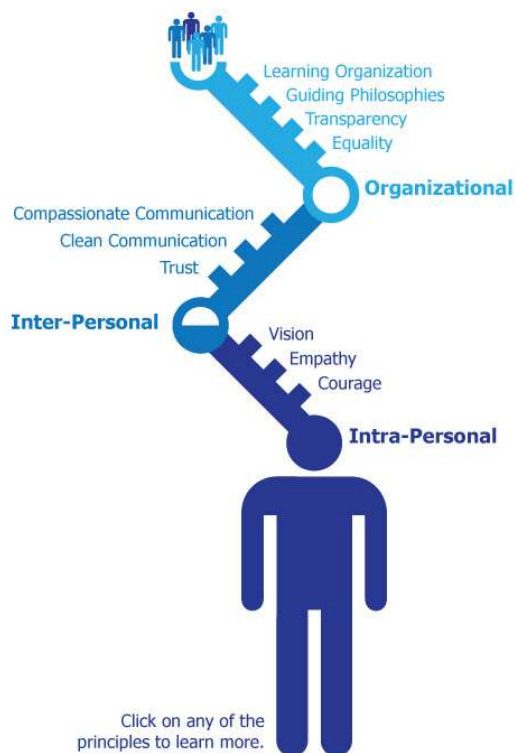 Learning Organization
Guiding Philosophies
Transparency
Equality
Organizational
Compassionate Communication
Clean Communication
Trust
Inter-Personal
Vision
Empathy
Courage
Intra-Personal
Click on any of the
principles to learn more.